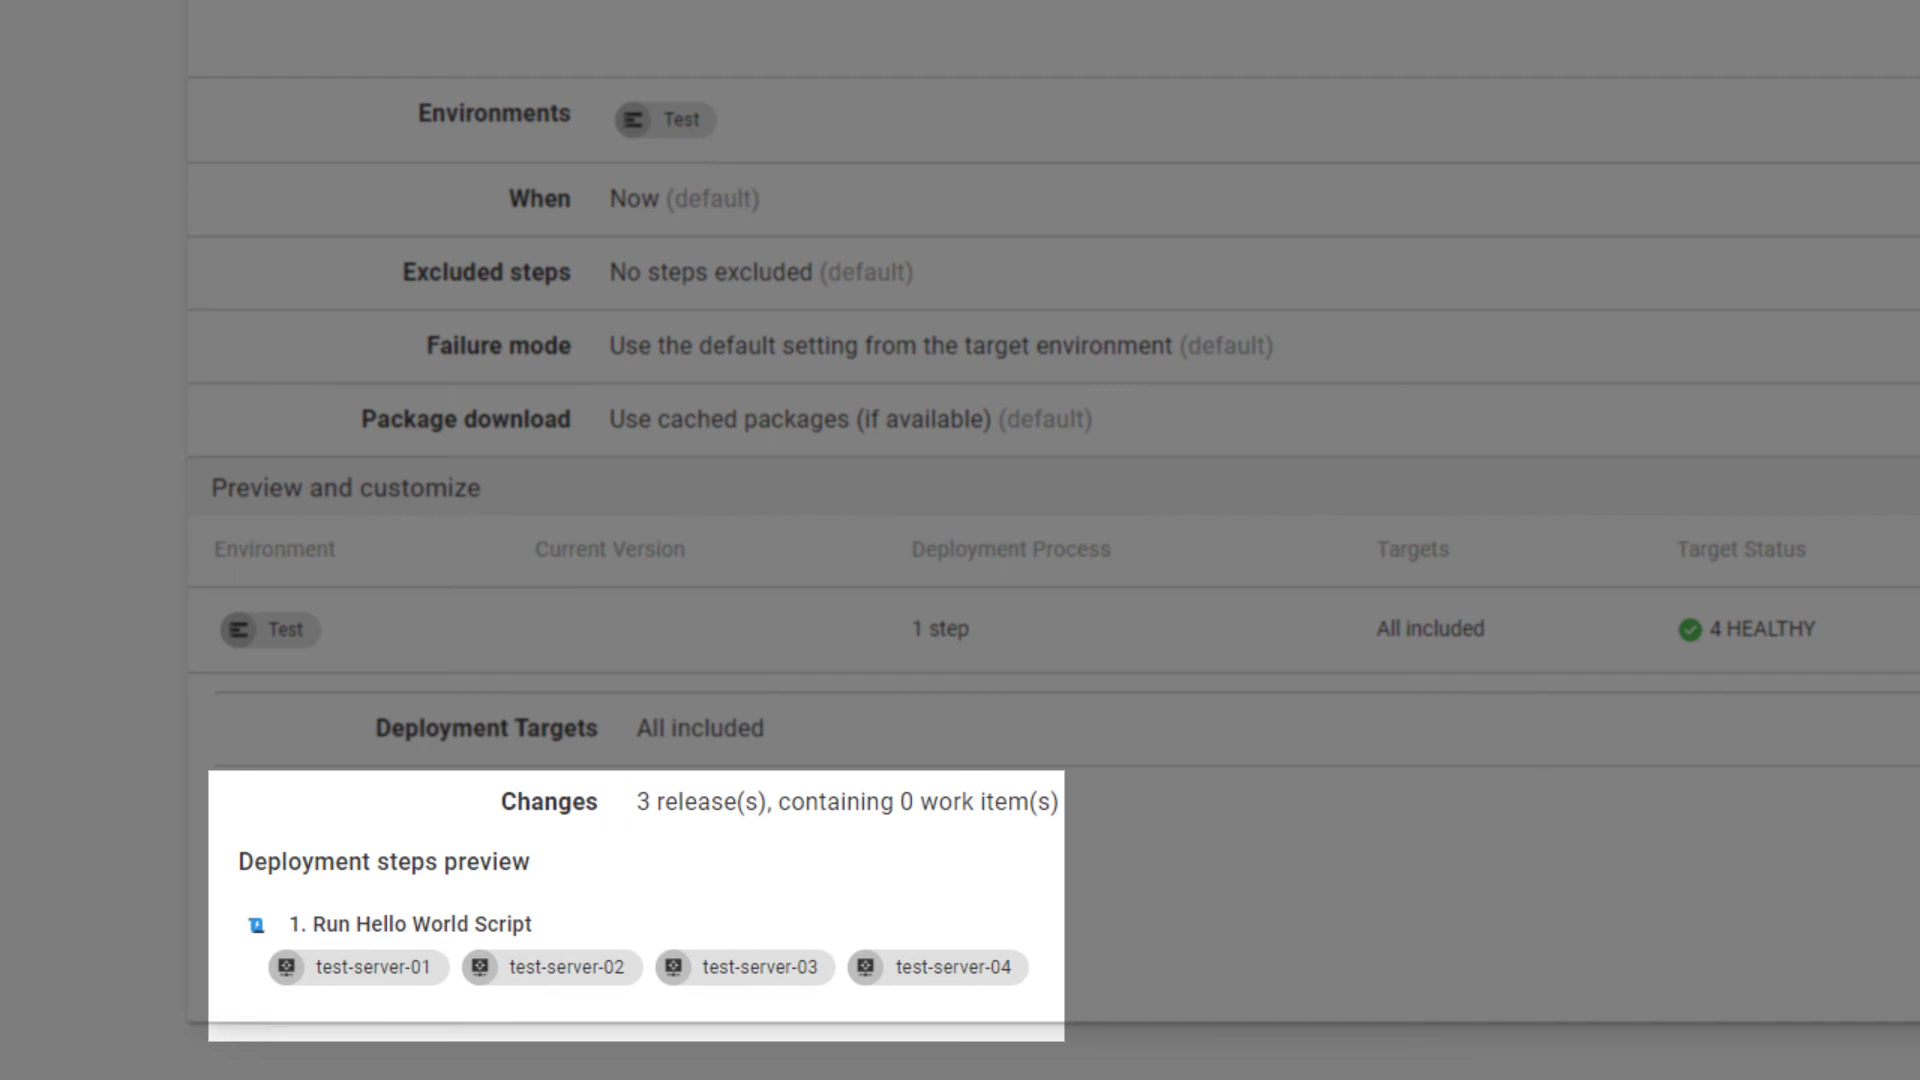 Environments Test
When Now (default)
Excluded steps No steps excluded (default)
Failure mode Use the default setting from the target environment (default)
Package download Use cached packages (if available) (default)
Preview and customize
Environment Current Version Deployment Process Targets Target Status
Test 1 step All included 4 HEALTHY
Deployment Targets All included
Changes 3 release(s), containing 0 work item(s)
Deployment steps preview
1. Run Hello World Script
test-server-01 test-server-02 test-server-03 test-server-04